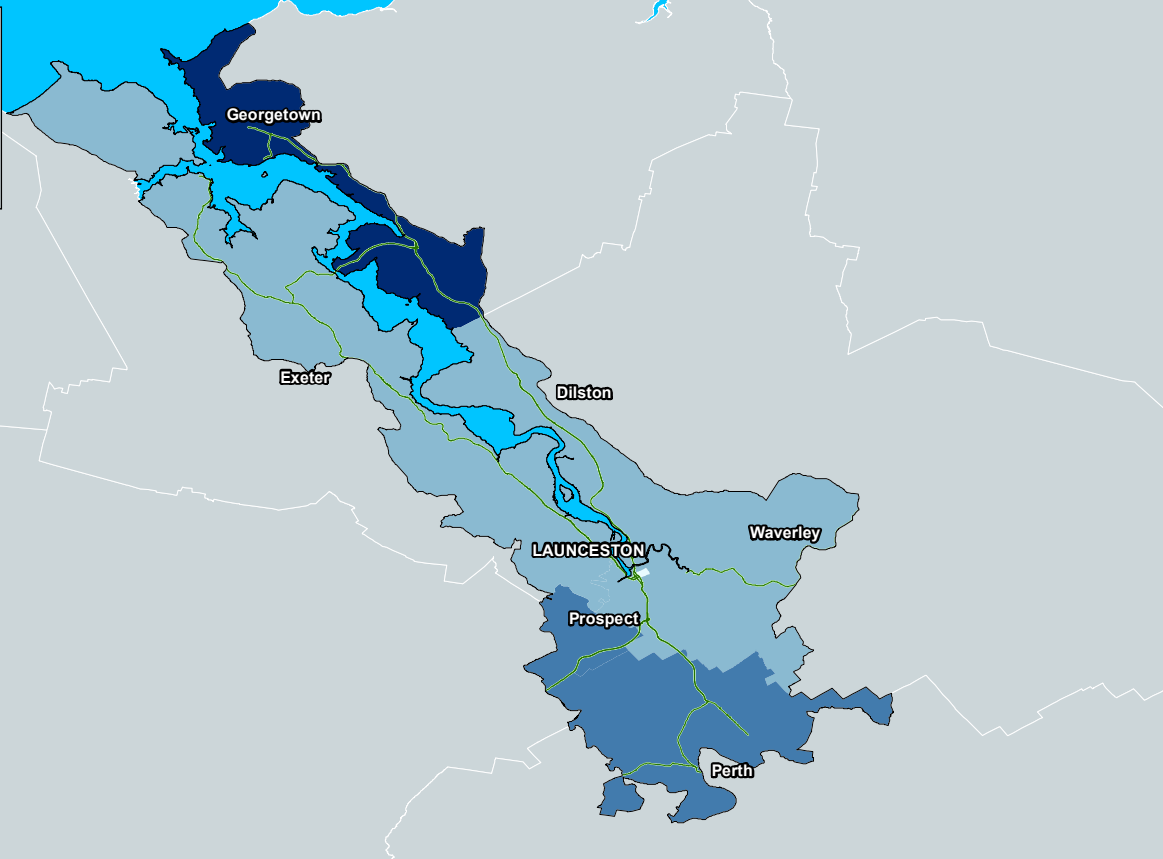 Georgetown
Exeter
Dilston
Waverley
LAUNCESTON
Prospect
Perth